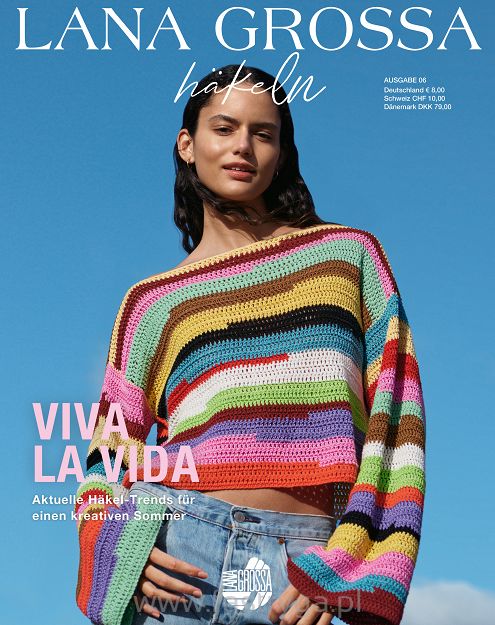 LANA GROSSA
häkeln
AUSGABE 06
Deutschland € 8,00
Schweiz CHF 10,00
Dänemark DKK 79,00
VIVA
LA VIDA
Aktuelle Häkel-Trends für
einen kreativen Sommer
LANA
GROSSA